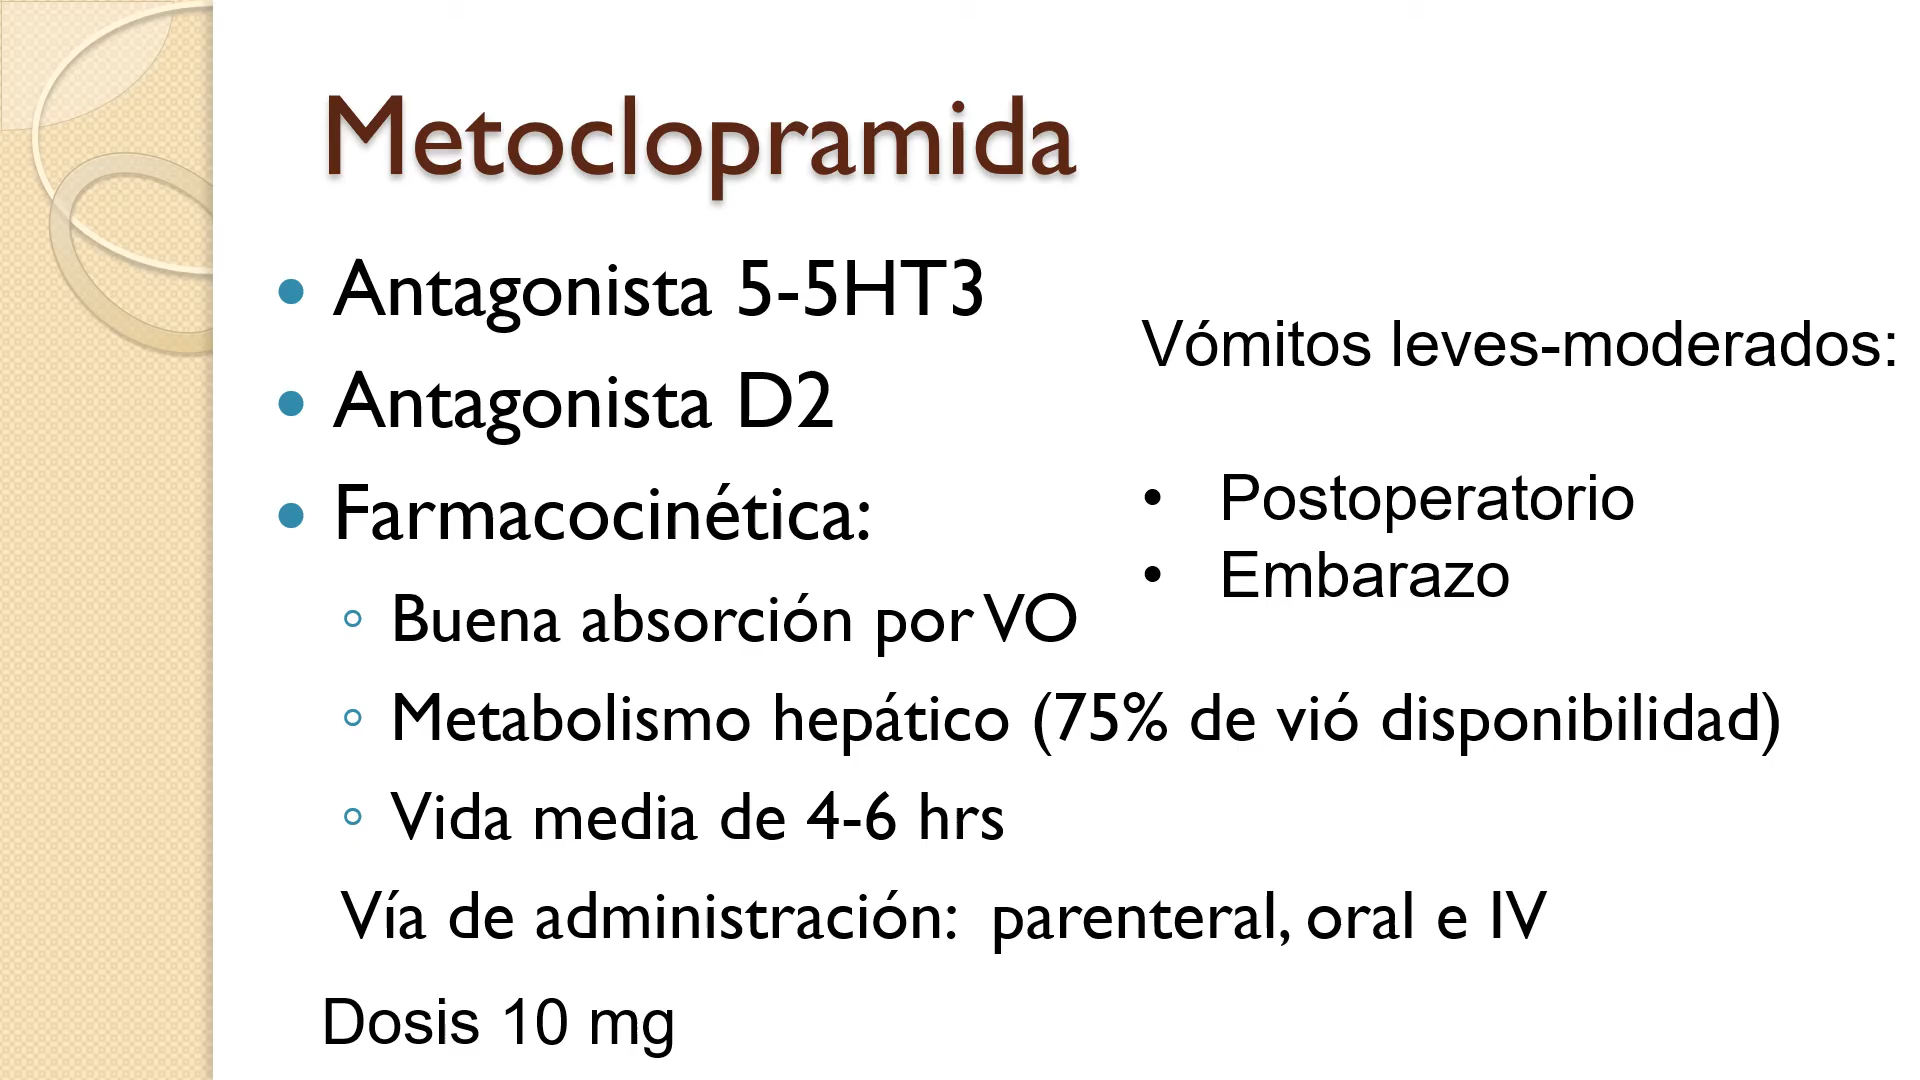 Metoclopramida
• Antagonista 5-5HT3
• Antagonista D2
• Farmacocinética:
◦ Buena absorción por VO
◦ Metabolismo hepático (75% de vió disponibilidad)
◦ Vida media de 4-6 hrs
Vía de administración:  parenteral, oral e IV
Dosis 10 mg
Vómitos leves-moderados:
• Postoperatorio
• Embarazo